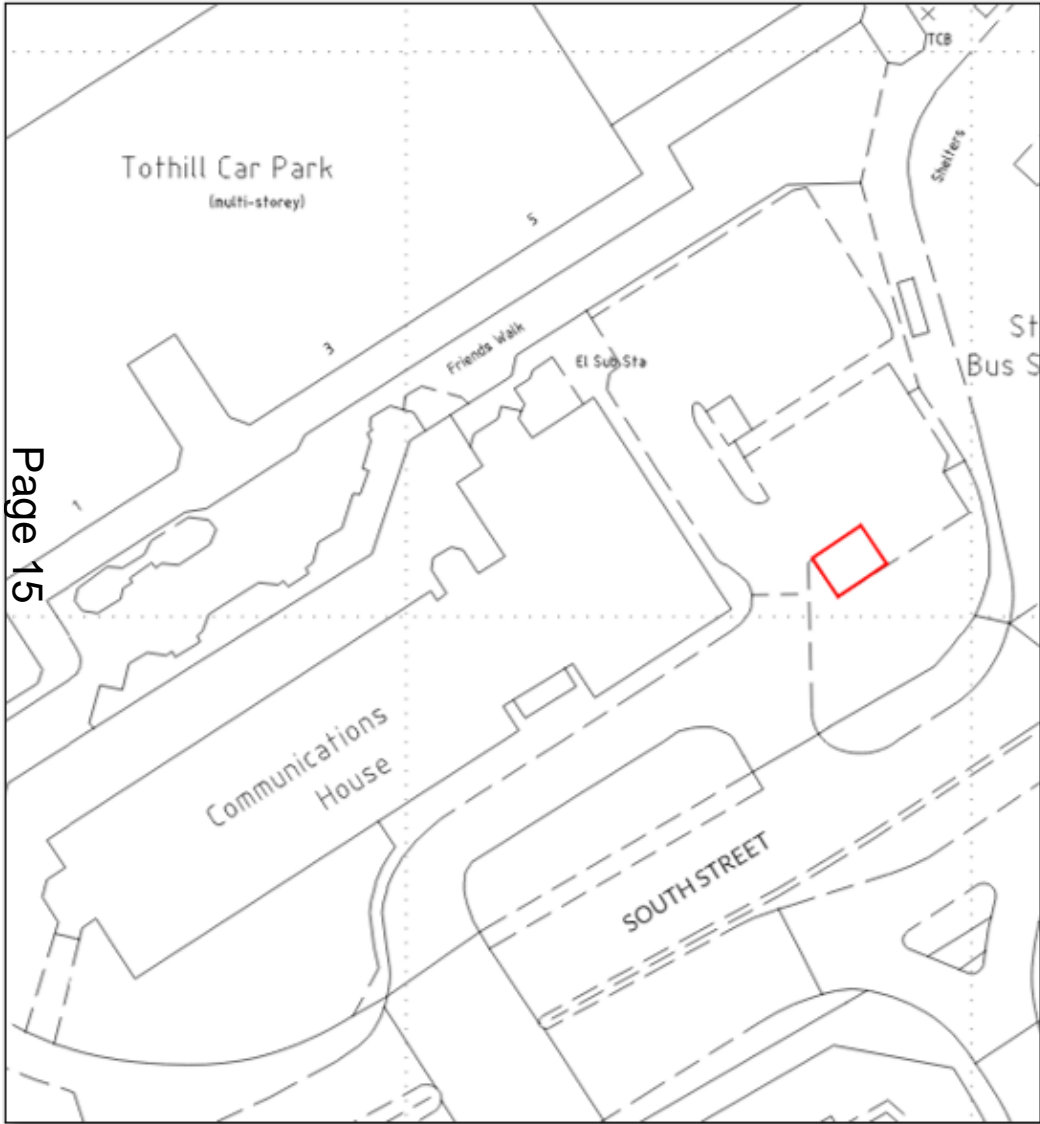 TCB
Shelters
Tothill Car Park
(multi-storey)
5
3
Friends Walk
El Sub Sta
St
Bus S
1
Page 15
Communications
House
SOUTH STREET